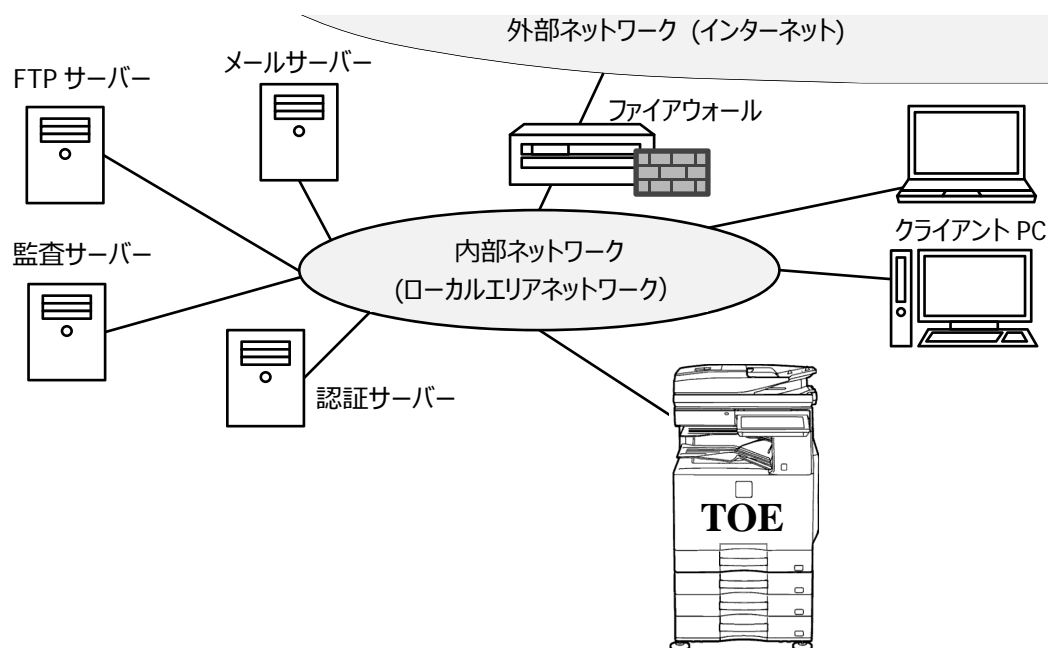 外部ネットワーク (インターネット)
メールサーバー
FTP サーバー
ファイアウォール
クライアント PC
監査サーバー
内部ネットワーク
(ローカルエリアネットワーク)
認証サーバー
TOE